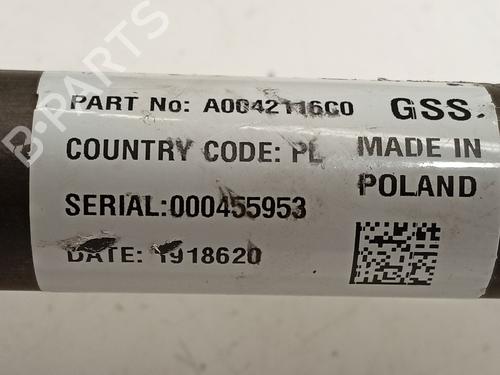 PART No: A0042116C0 GSS.
COUNTRY CODE: PL MADE IN
POLAND
SERIAL:000455953
DATE: 1918620
B-PARTS